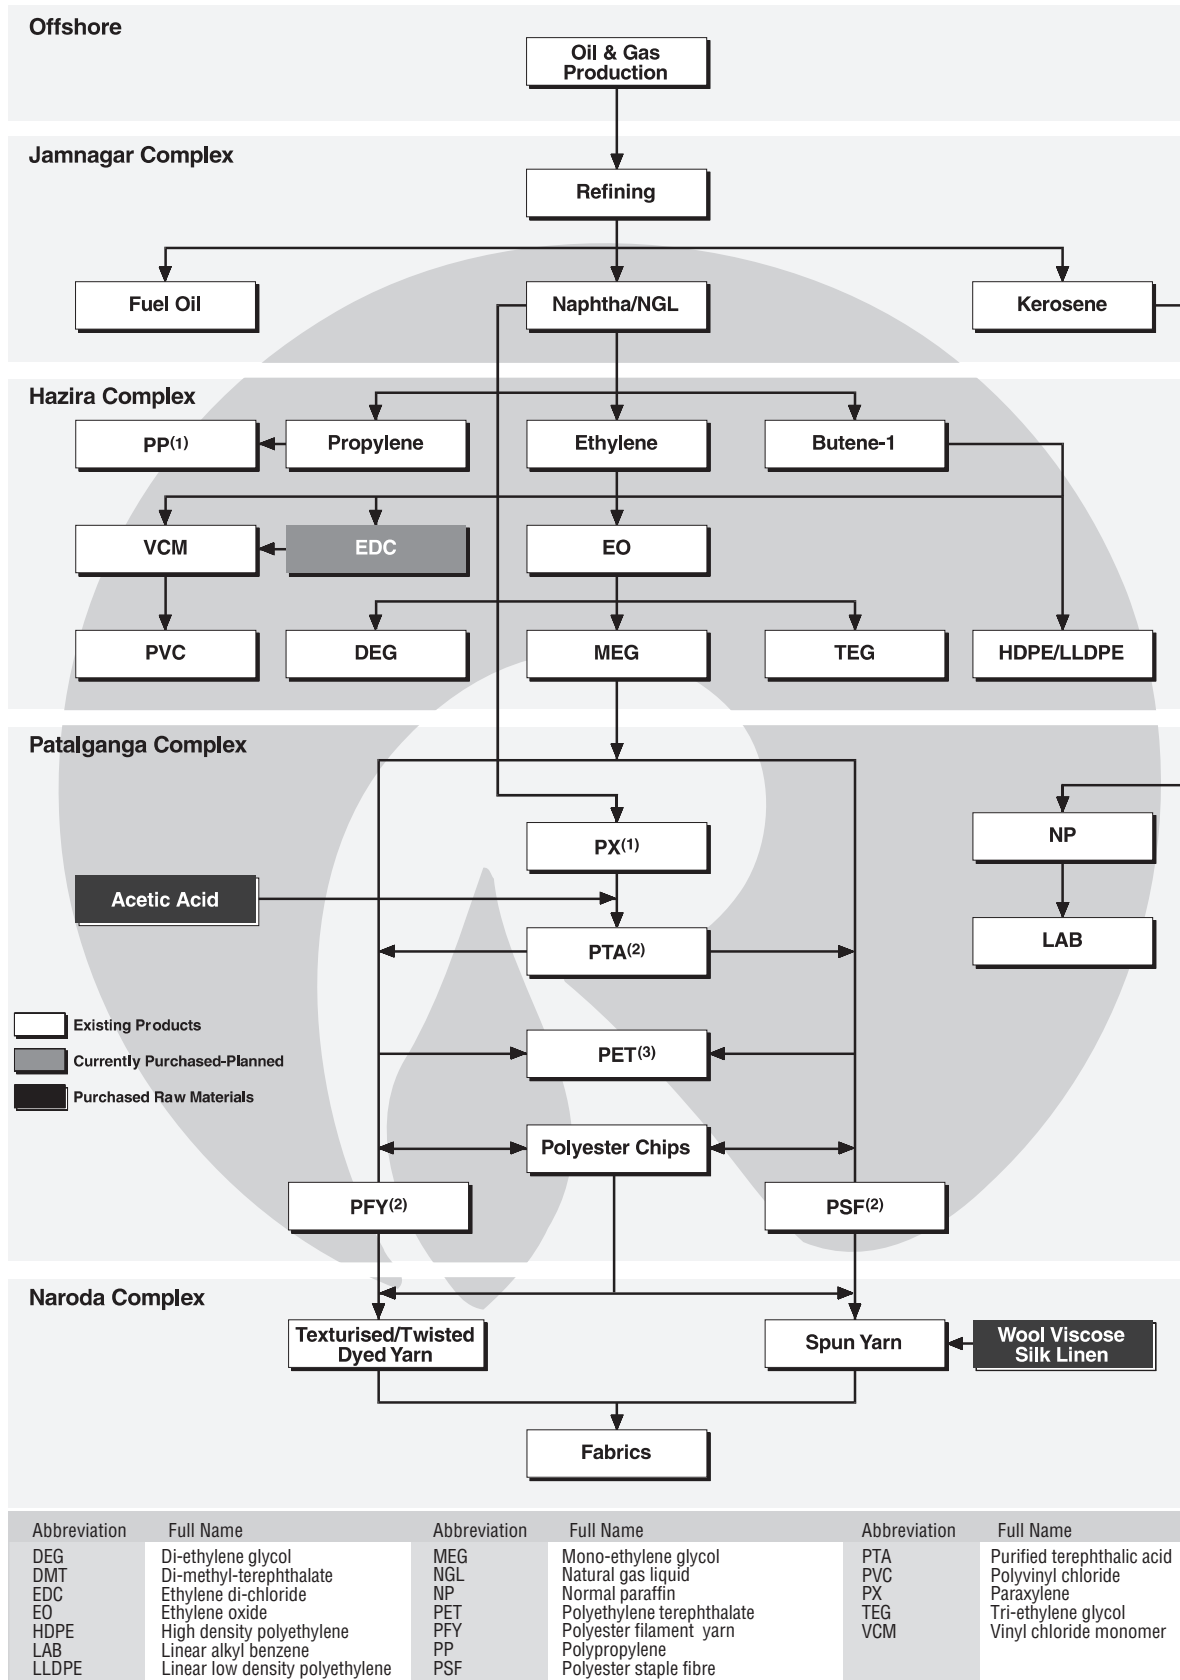 Offshore
Oil & Gas
Production
Jamnagar Complex
Refining
Fuel Oil
Naphtha/NGL
Kerosene
Hazira Complex
PP(1)
Propylene
Ethylene
Butene-1
VCM
EDC
EO
PVC
DEG
MEG
TEG
HDPE/LLDPE
Patalganga Complex
PX(1)
NP
Acetic Acid
PTA(2)
LAB
Existing Products
Currently Purchased-Planned
Purchased Raw Materials
PET(3)
Polyester Chips
PFY(2)
PSF(2)
Naroda Complex
Texturised/Twisted
Dyed Yarn
Spun Yarn
Wool Viscose
Silk Linen
Fabrics
Abbreviation Full Name Abbreviation Full Name Abbreviation Full Name
DEG Di-ethylene glycol MEG Mono-ethylene glycol PTA Purified terephthalic acid
DMT Di-methyl-terephthalate NGL Natural gas liquid PVC Polyvinyl chloride
EDC Ethylene di-chloride NP Normal paraffin PX Paraxylene
EO Ethylene oxide PET Polyethylene terephthalate TEG Tri-ethylene glycol
HDPE High density polyethylene PFY Polyester filament yarn VCM Vinyl chloride monomer
LAB Linear alkyl benzene PP Polypropylene
LLDPE Linear low density polyethylene PSF Polyester staple fibre